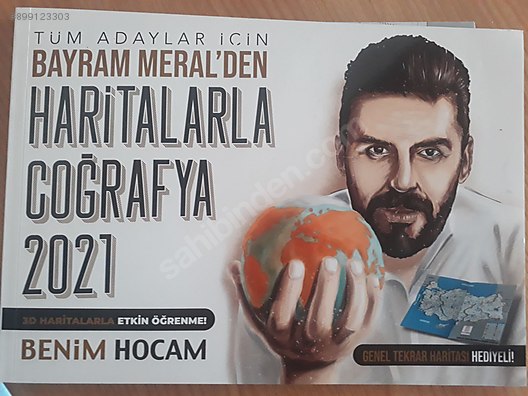 #899123303
TÜM ADAYLAR İÇİN
BAYRAM MERAL'DEN
HARİTALARLA
COĞRAFYA
2021
3D HARİTALARLA ETKİN ÖĞRENME!
BENİM HOCAM
GENEL TEKRAR HARİTASI HEDİYELİ!
sahibinden.com